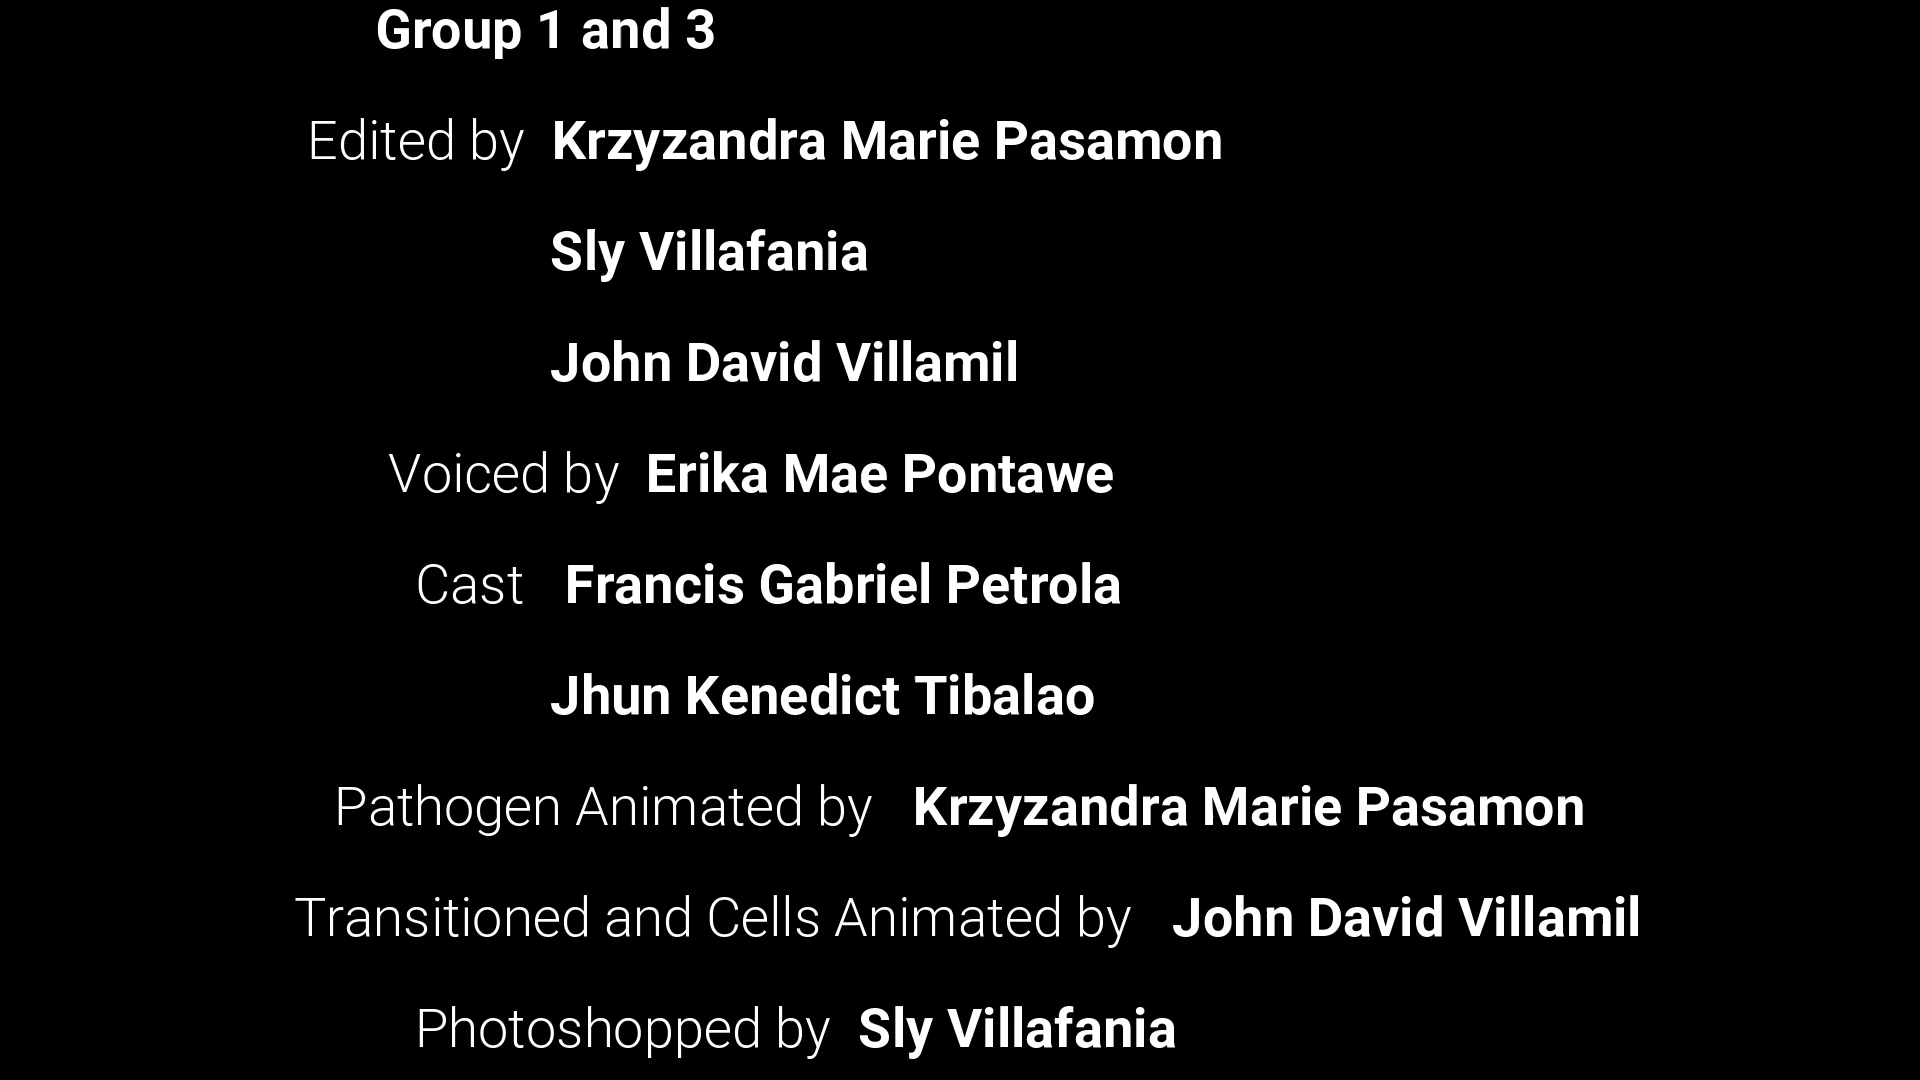 Group 1 and 3
Edited by Krzyzandra Marie Pasamon
Sly Villafania
John David Villamil
Voiced by Erika Mae Pontawe
Cast Francis Gabriel Petrola
Jhun Kenedict Tibalao
Pathogen Animated by Krzyzandra Marie Pasamon
Transitioned and Cells Animated by John David Villamil
Photoshopped by Sly Villafania